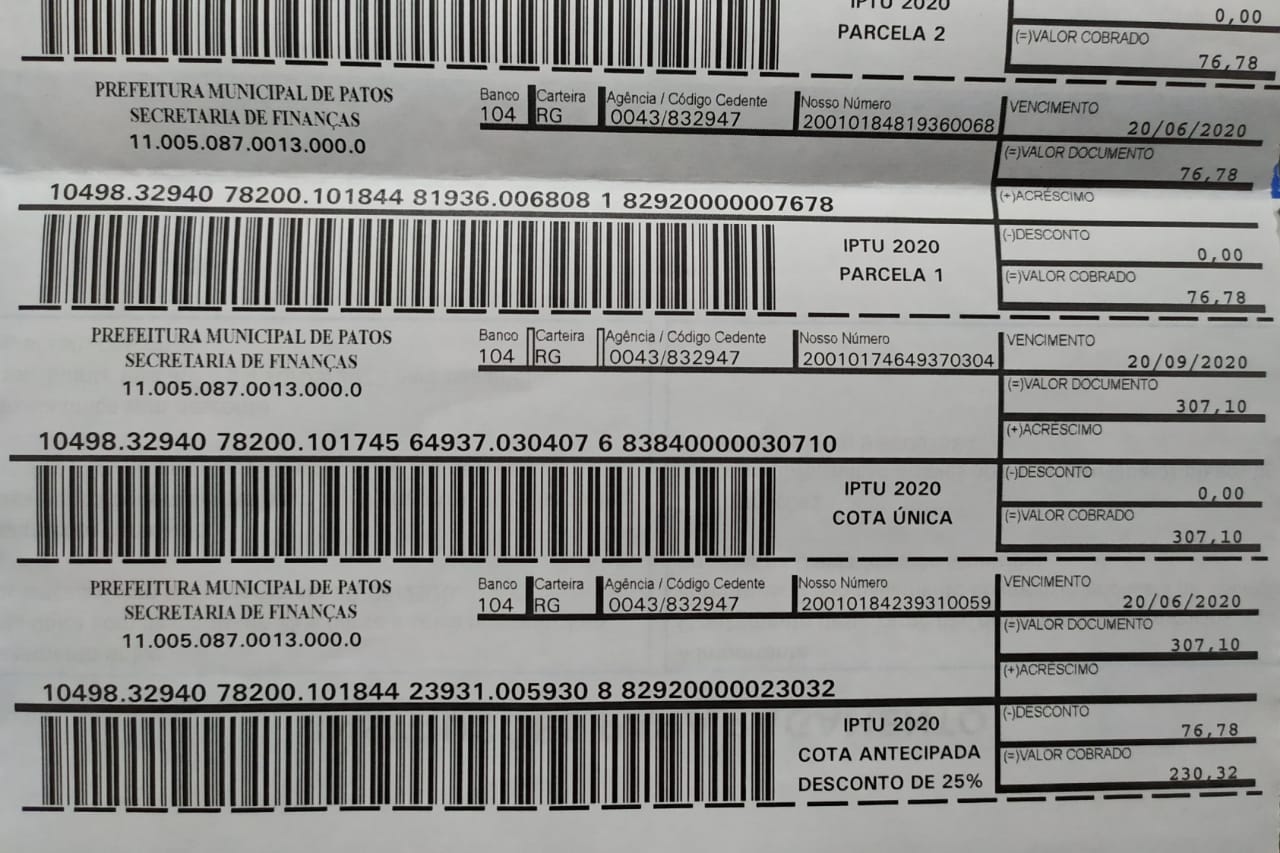 IPTU 2020
PARCELA 2
0,00
(=)VALOR COBRADO
76,78
PREFEITURA MUNICIPAL DE PATOS
SECRETARIA DE FINANÇAS
11.005.087.0013.000.0
Banco
104
Carteira
RG
Agência / Código Cedente
0043/832947
Nosso Número
20010184819360068
VENCIMENTO
20/06/2020
(=)VALOR DOCUMENTO
76,78
(+)ACRÉSCIMO
10498.32940 78200.101844 81936.006808 1 82920000007678
IPTU 2020
PARCELA 1
(-)DESCONTO
0,00
(=)VALOR COBRADO
76,78
PREFEITURA MUNICIPAL DE PATOS
SECRETARIA DE FINANÇAS
11.005.087.0013.000.0
Banco
104
Carteira
RG
Agência / Código Cedente
0043/832947
Nosso Número
20010174649370304
VENCIMENTO
20/09/2020
(=)VALOR DOCUMENTO
307,10
(+)ACRÉSCIMO
10498.32940 78200.101745 64937.030407 6 83840000030710
IPTU 2020
COTA ÚNICA
(-)DESCONTO
0,00
(=)VALOR COBRADO
307,10
PREFEITURA MUNICIPAL DE PATOS
SECRETARIA DE FINANÇAS
11.005.087.0013.000.0
Banco
104
Carteira
RG
Agência / Código Cedente
0043/832947
Nosso Número
20010184239310059
VENCIMENTO
20/06/2020
(=)VALOR DOCUMENTO
307,10
(+)ACRÉSCIMO
10498.32940 78200.101844 23931.005930 8 82920000023032
IPTU 2020
COTA ANTECIPADA
DESCONTO DE 25%
(-)DESCONTO
76,78
(=)VALOR COBRADO
230,32